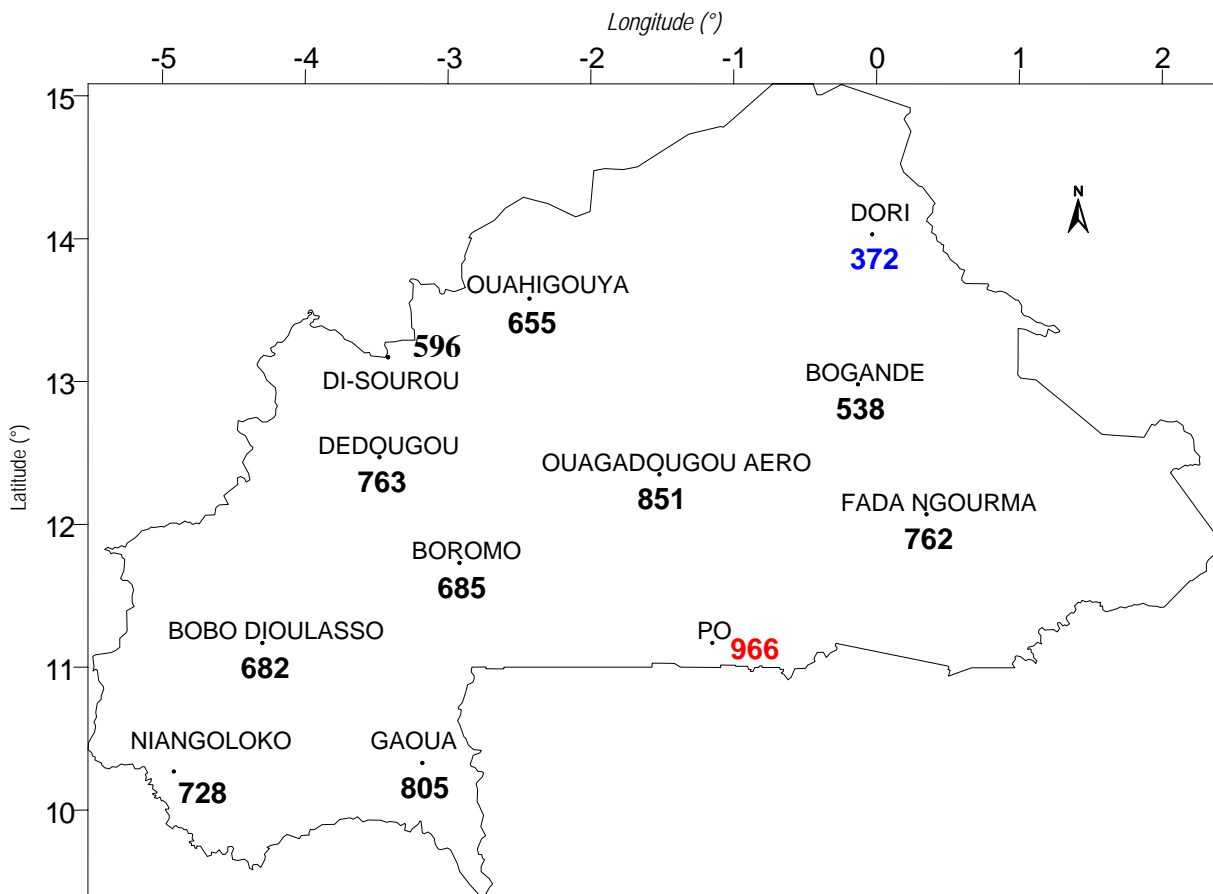 Longitude (°)
-5 -4 -3 -2 -1 0 1 2
15
N
DORI
14
372
OUAHIGOUYA
655
596
DI-SOUROU
13
BOGANDE
538
DEDOUGOU
763
OUAGADOUGOU AERO
851
Latitude (°)
FADA NGOURMA
762
12
BOROMO
685
BOBO DIOULASSO
682
PO
966
11
NIANGOLOKO
728
GAOUA
805
10